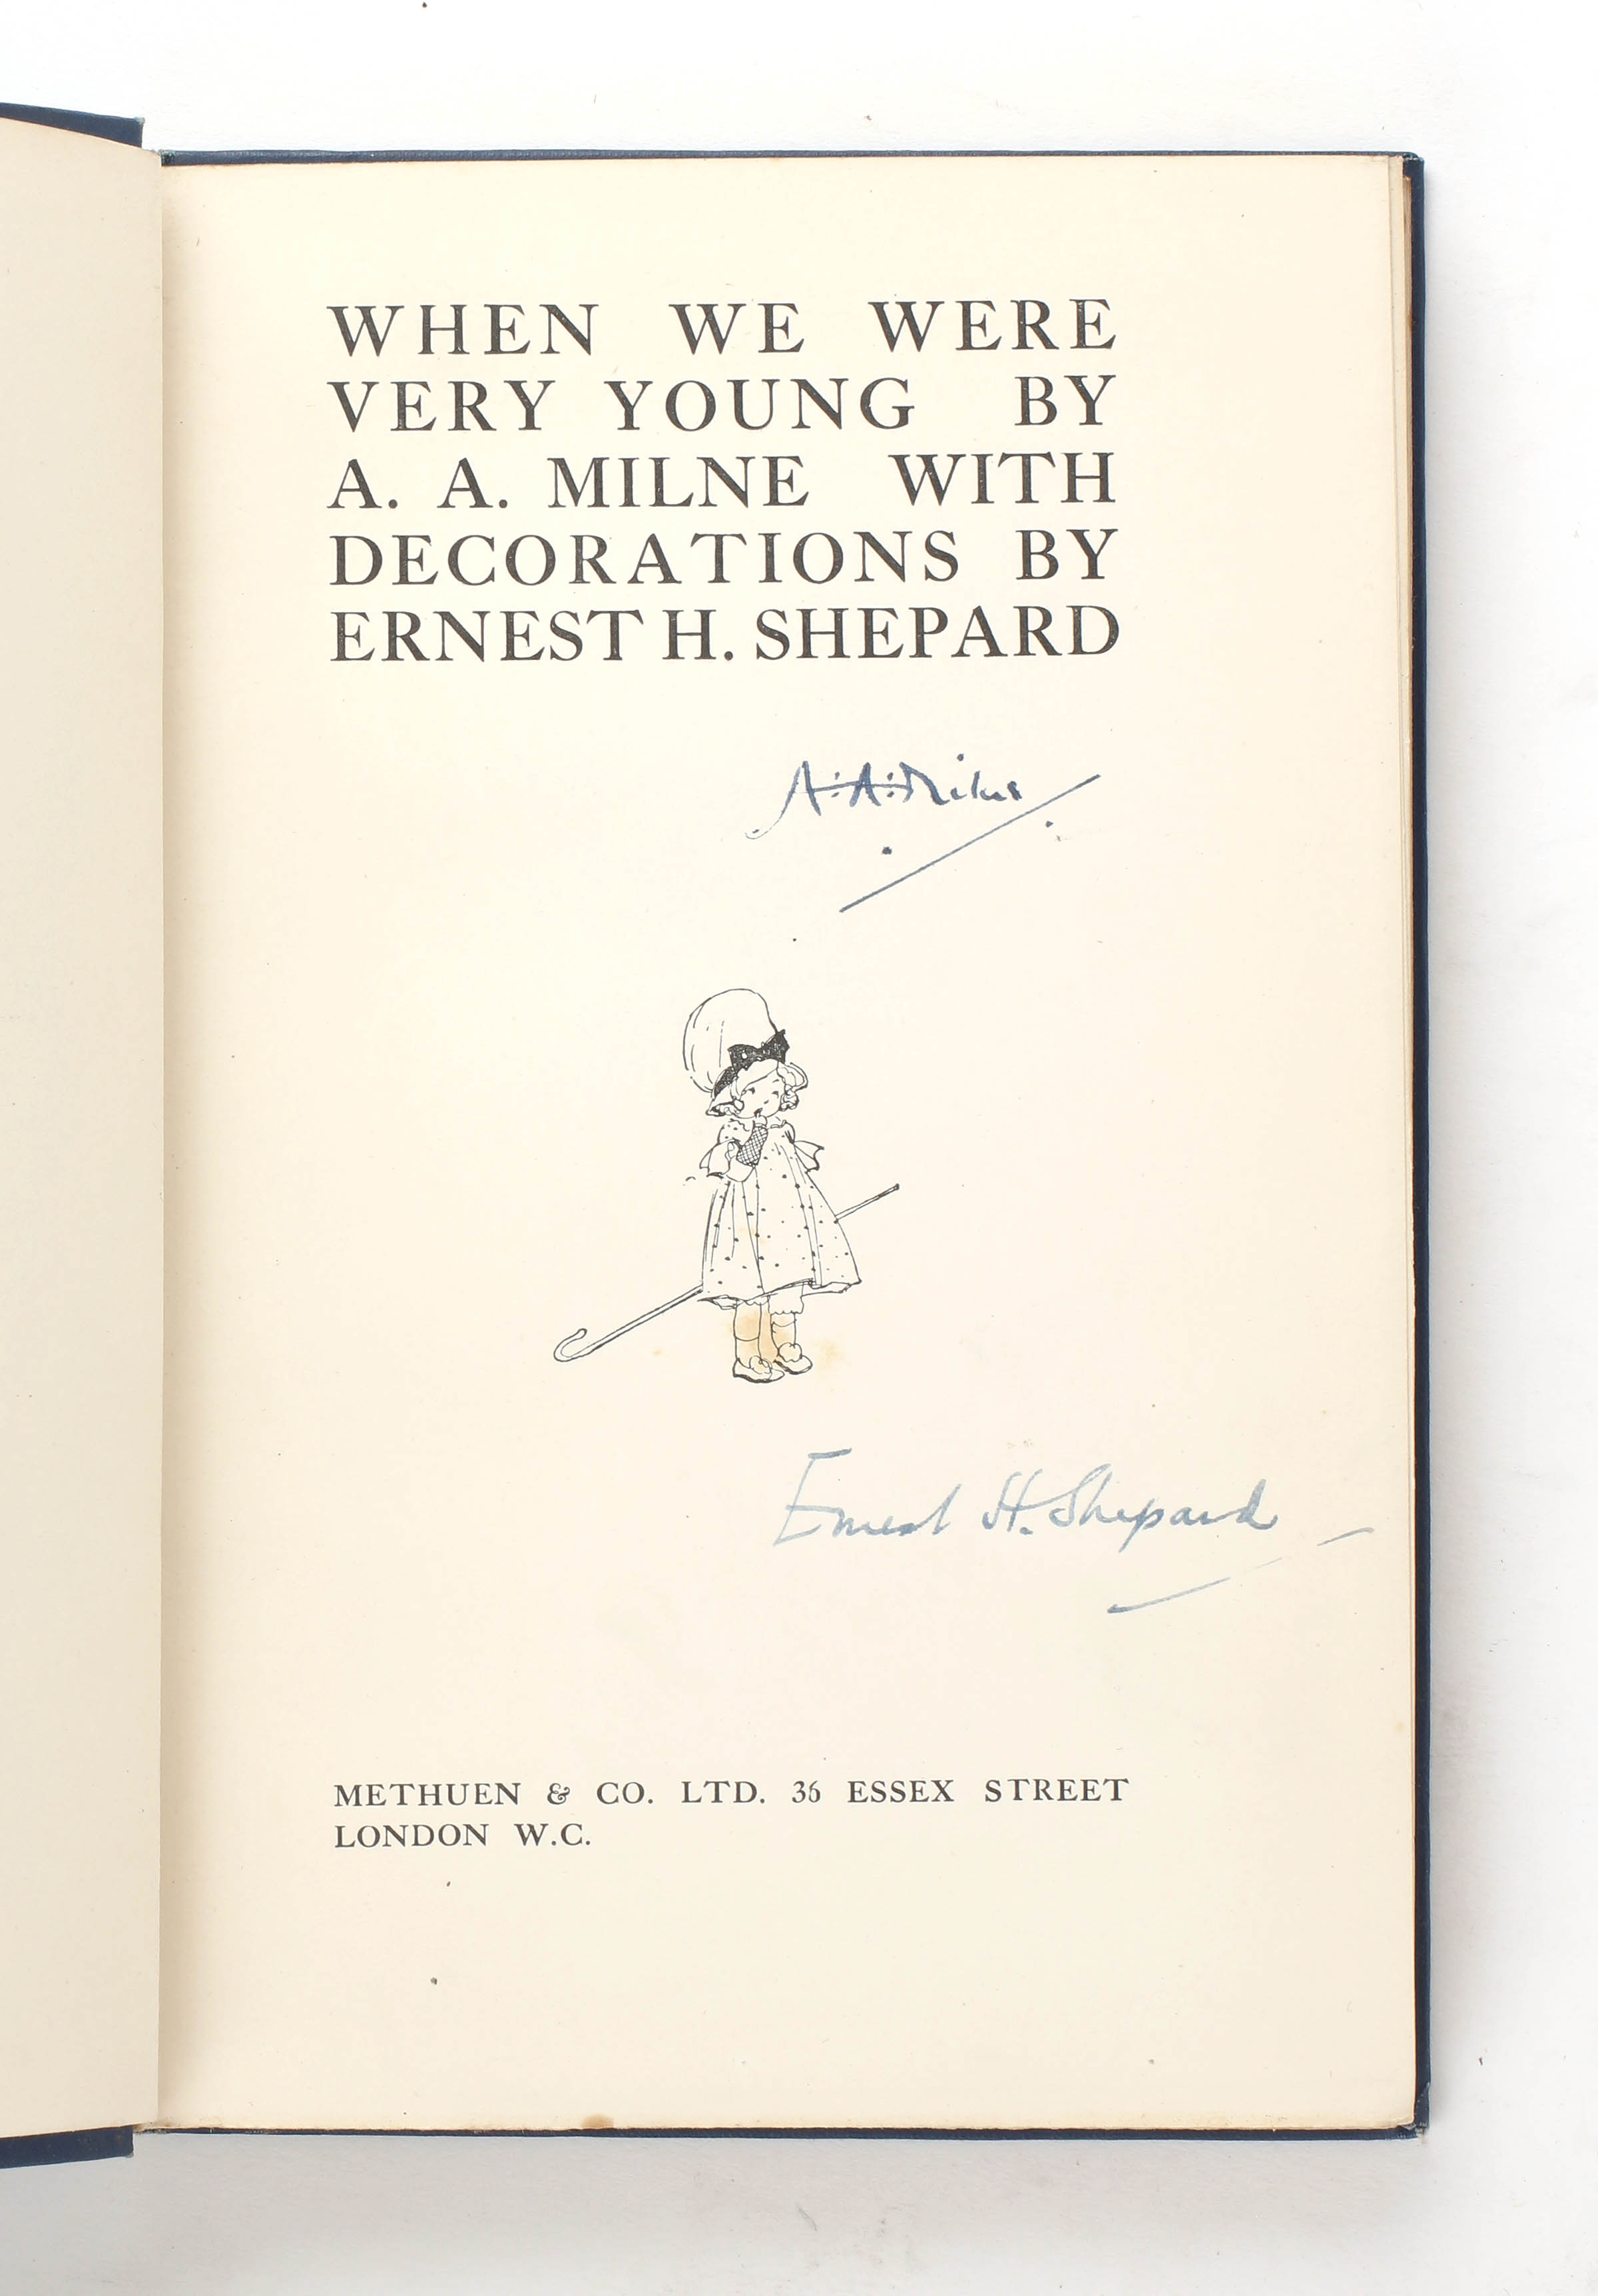 WHEN WE WERE
VERY YOUNG BY
A. A. MILNE WITH
DECORATIONS BY
ERNEST H. SHEPARD
A. A. Milne
Ernest H. Shepard
METHUEN & CO. LTD. 36 ESSEX STREET
LONDON W.C.